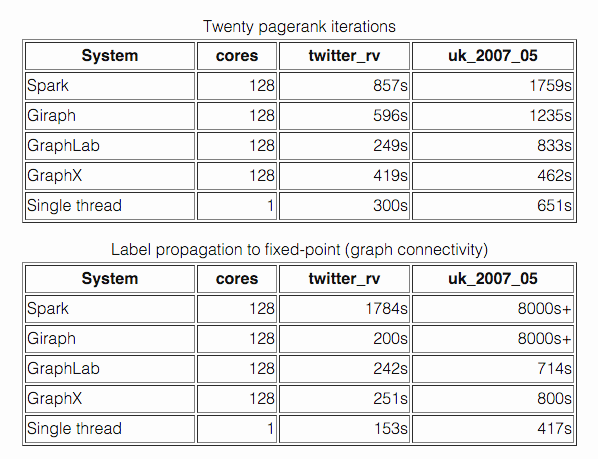 Twenty pagerank iterations
System cores twitter_rv uk_2007_05
Spark 128 857s 1759s
Giraph 128 596s 1235s
GraphLab 128 249s 833s
GraphX 128 419s 462s
Single thread 1 300s 651s
Label propagation to fixed-point (graph connectivity)
System cores twitter_rv uk_2007_05
Spark 128 1784s 8000s+
Giraph 128 200s 8000s+
GraphLab 128 242s 714s
GraphX 128 251s 800s
Single thread 1 153s 417s